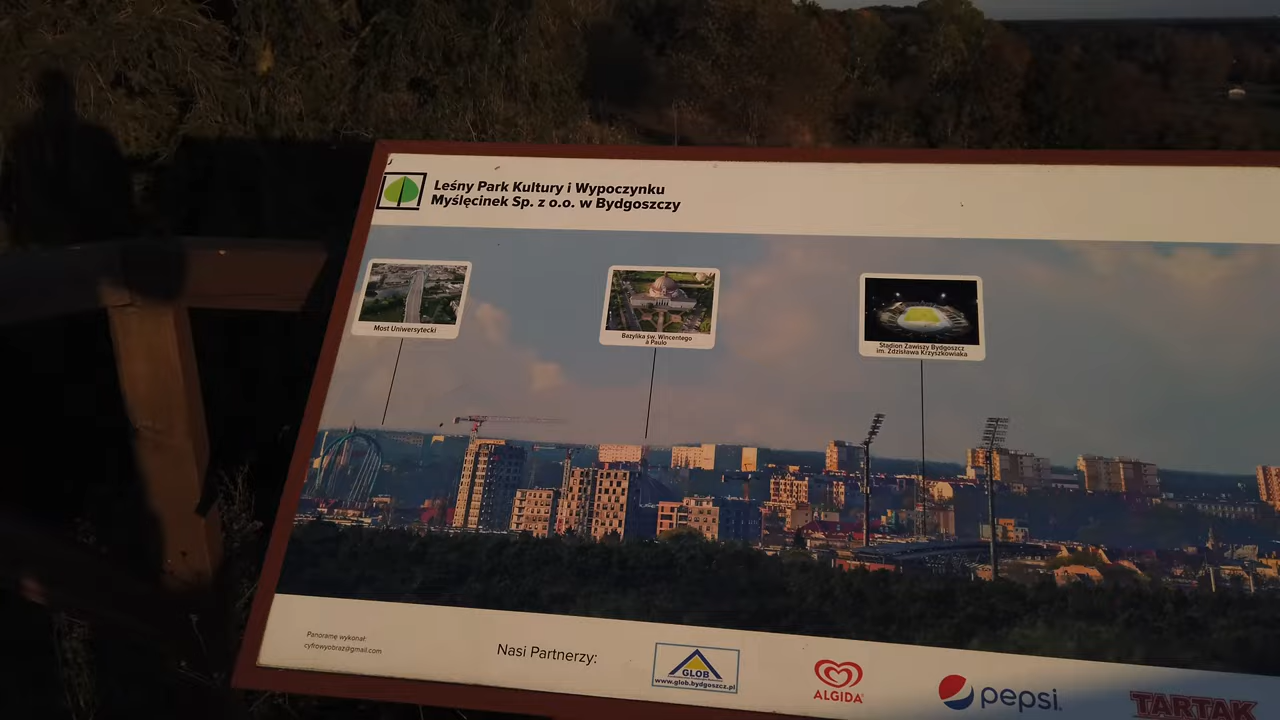 Leśny Park Kultury i Wypoczynku
Myślęcinek Sp. z o.o. w Bydgoszczy
Most Uniwersytecki
Bazylika św. Wincentego
à Paulo
Stadion Zawiszy Bydgoszcz
im. Zdzisława Krzyszkowiaka
Panoramę wykonał:
cyfrowyobraz@gmail.com
Nasi Partnerzy:
GLOB
www.glob.bydgoszcz.pl
ALGIDA
pepsi
TARTAK